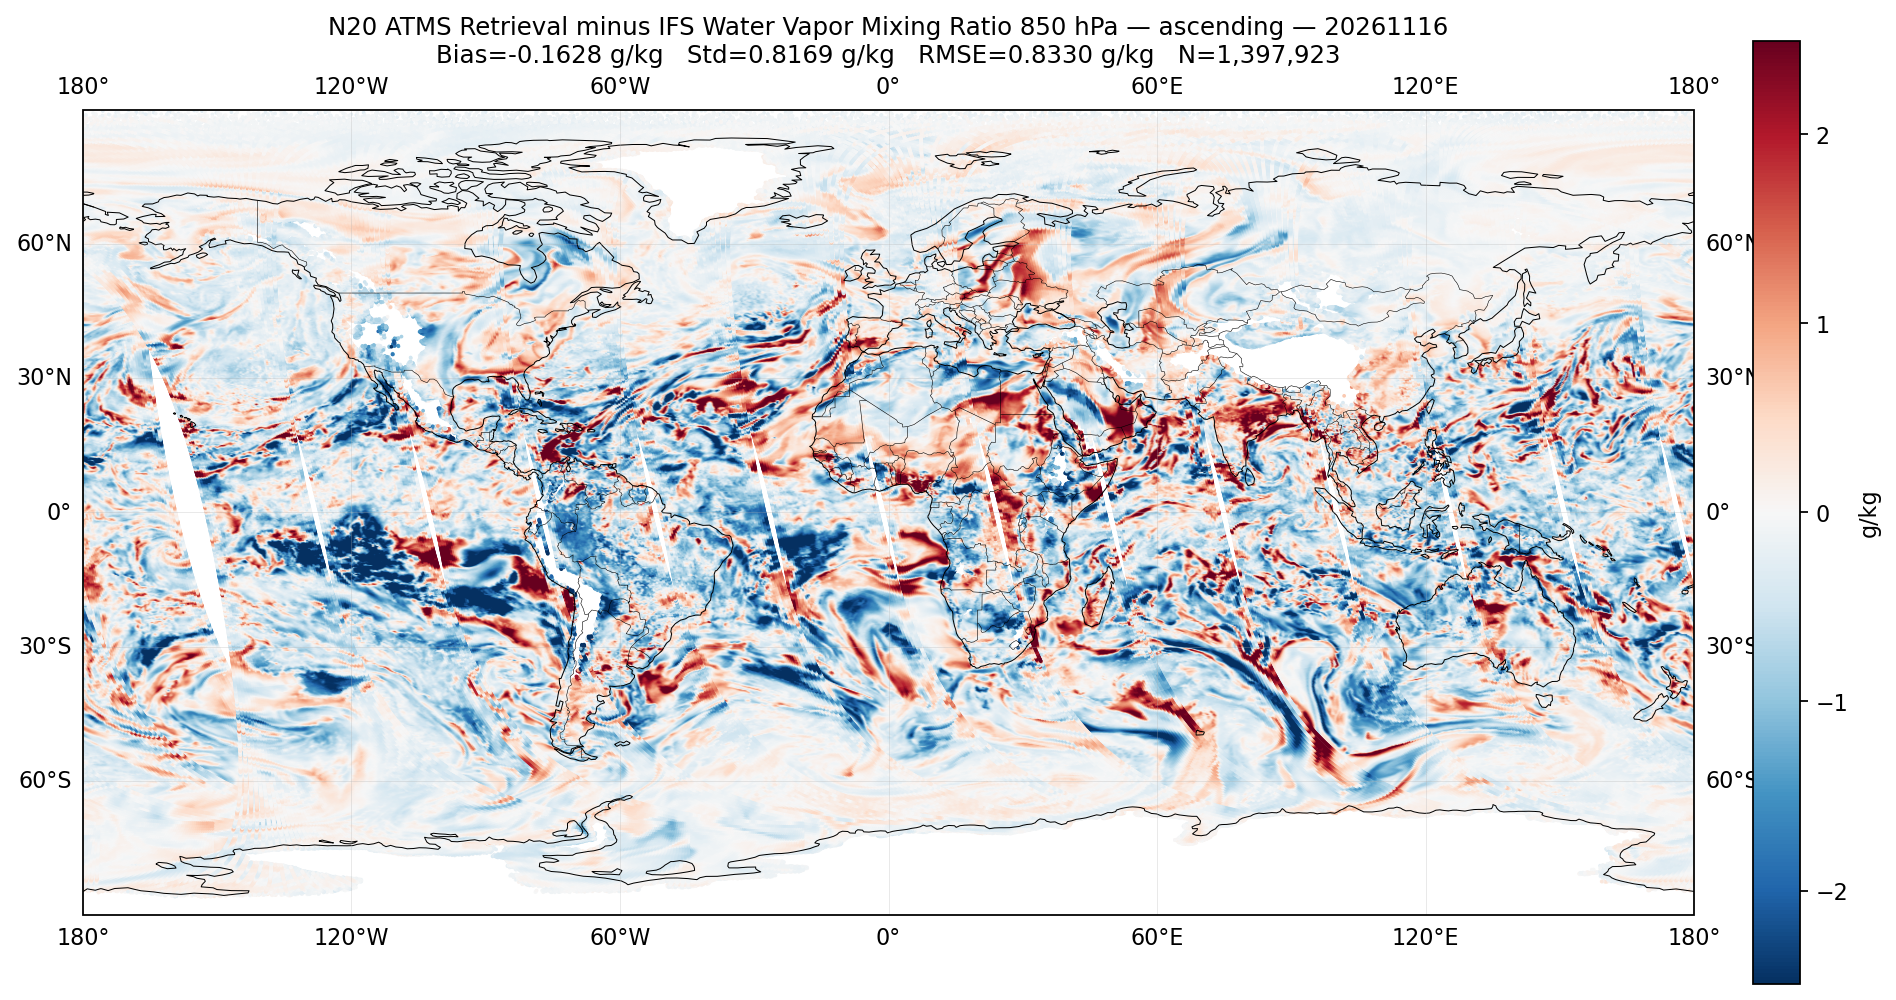 N20 ATMS Retrieval minus IFS Water Vapor Mixing Ratio 850 hPa — ascending — 20261116
Bias=-0.1628 g/kg   Std=0.8169 g/kg   RMSE=0.8330 g/kg   N=1,397,923
180° 120°W 60°W 0° 60°E 120°E 180°
60°N 60°N
30°N 30°N
0° 0°
30°S 30°S
60°S 60°S
180° 120°W 60°W 0° 60°E 120°E 180°
2
1
0
−1
−2
g/kg